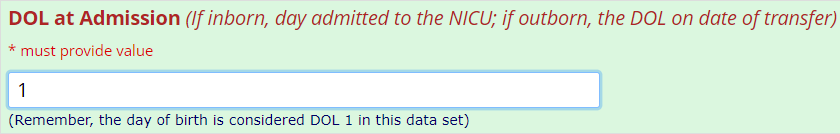 DOL at Admission (If inborn, day admitted to the NICU; if outborn, the DOL on date of transfer)
* must provide value
1
(Remember, the day of birth is considered DOL 1 in this data set)